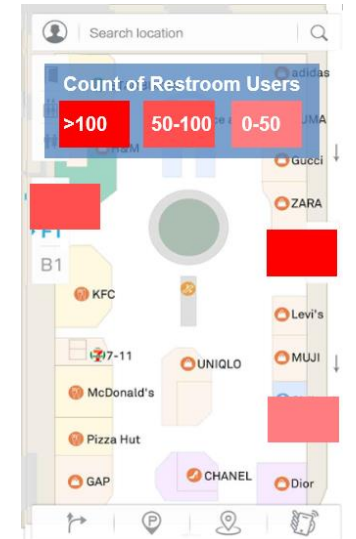 Search location
adidas
Count of Restroom Users
>100 50-100 0-50
UMA
H&M
Gucci
ZARA
F1
B1
KFC
Levi's
7-11
UNIQLO
MUJI
McDonald's
Pizza Hut
GAP
CHANEL
Dior
P